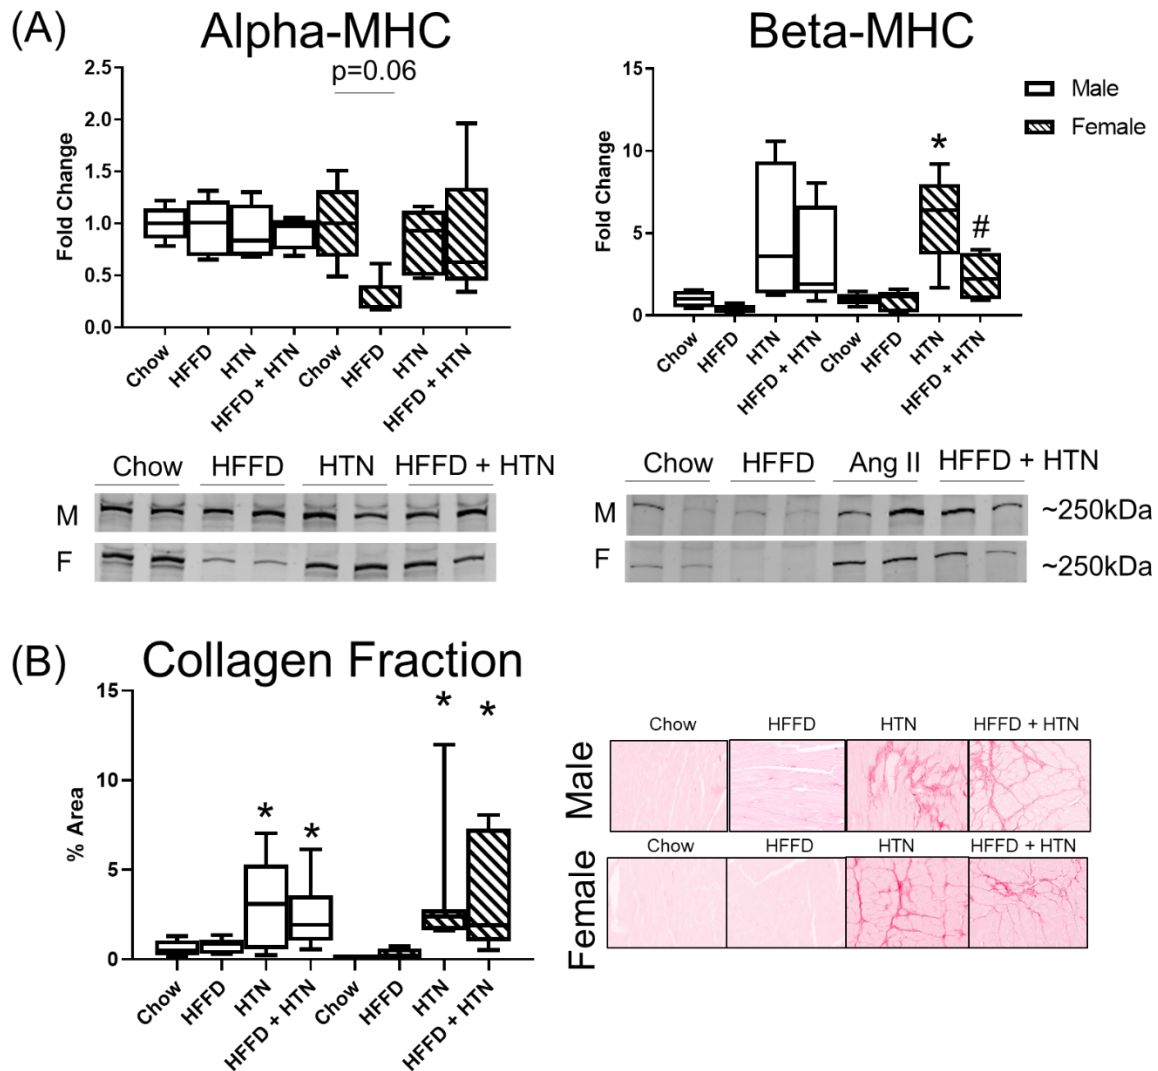 (A) Alpha-MHC Beta-MHC
p=0.06
Fold Change
2.5
2.0
1.5
1.0
0.5
0.0
Chow HFFD HTN HFFD + HTN Chow HFFD HTN HFFD + HTN
Fold Change
15
10
5
0
*
#
Chow HFFD HTN HFFD + HTN Chow HFFD HTN HFFD + HTN
Male
Female
Chow HFFD HTN HFFD + HTN
M
F
Chow HFFD Ang II HFFD + HTN
M ~250kDa
F ~250kDa
(B) Collagen Fraction
% Area
15
10
5
0
* * * *
Chow HFFD HTN HFFD + HTN Chow HFFD HTN HFFD + HTN
Chow HFFD HTN HFFD + HTN
Male
Chow HFFD HTN HFFD + HTN
Female